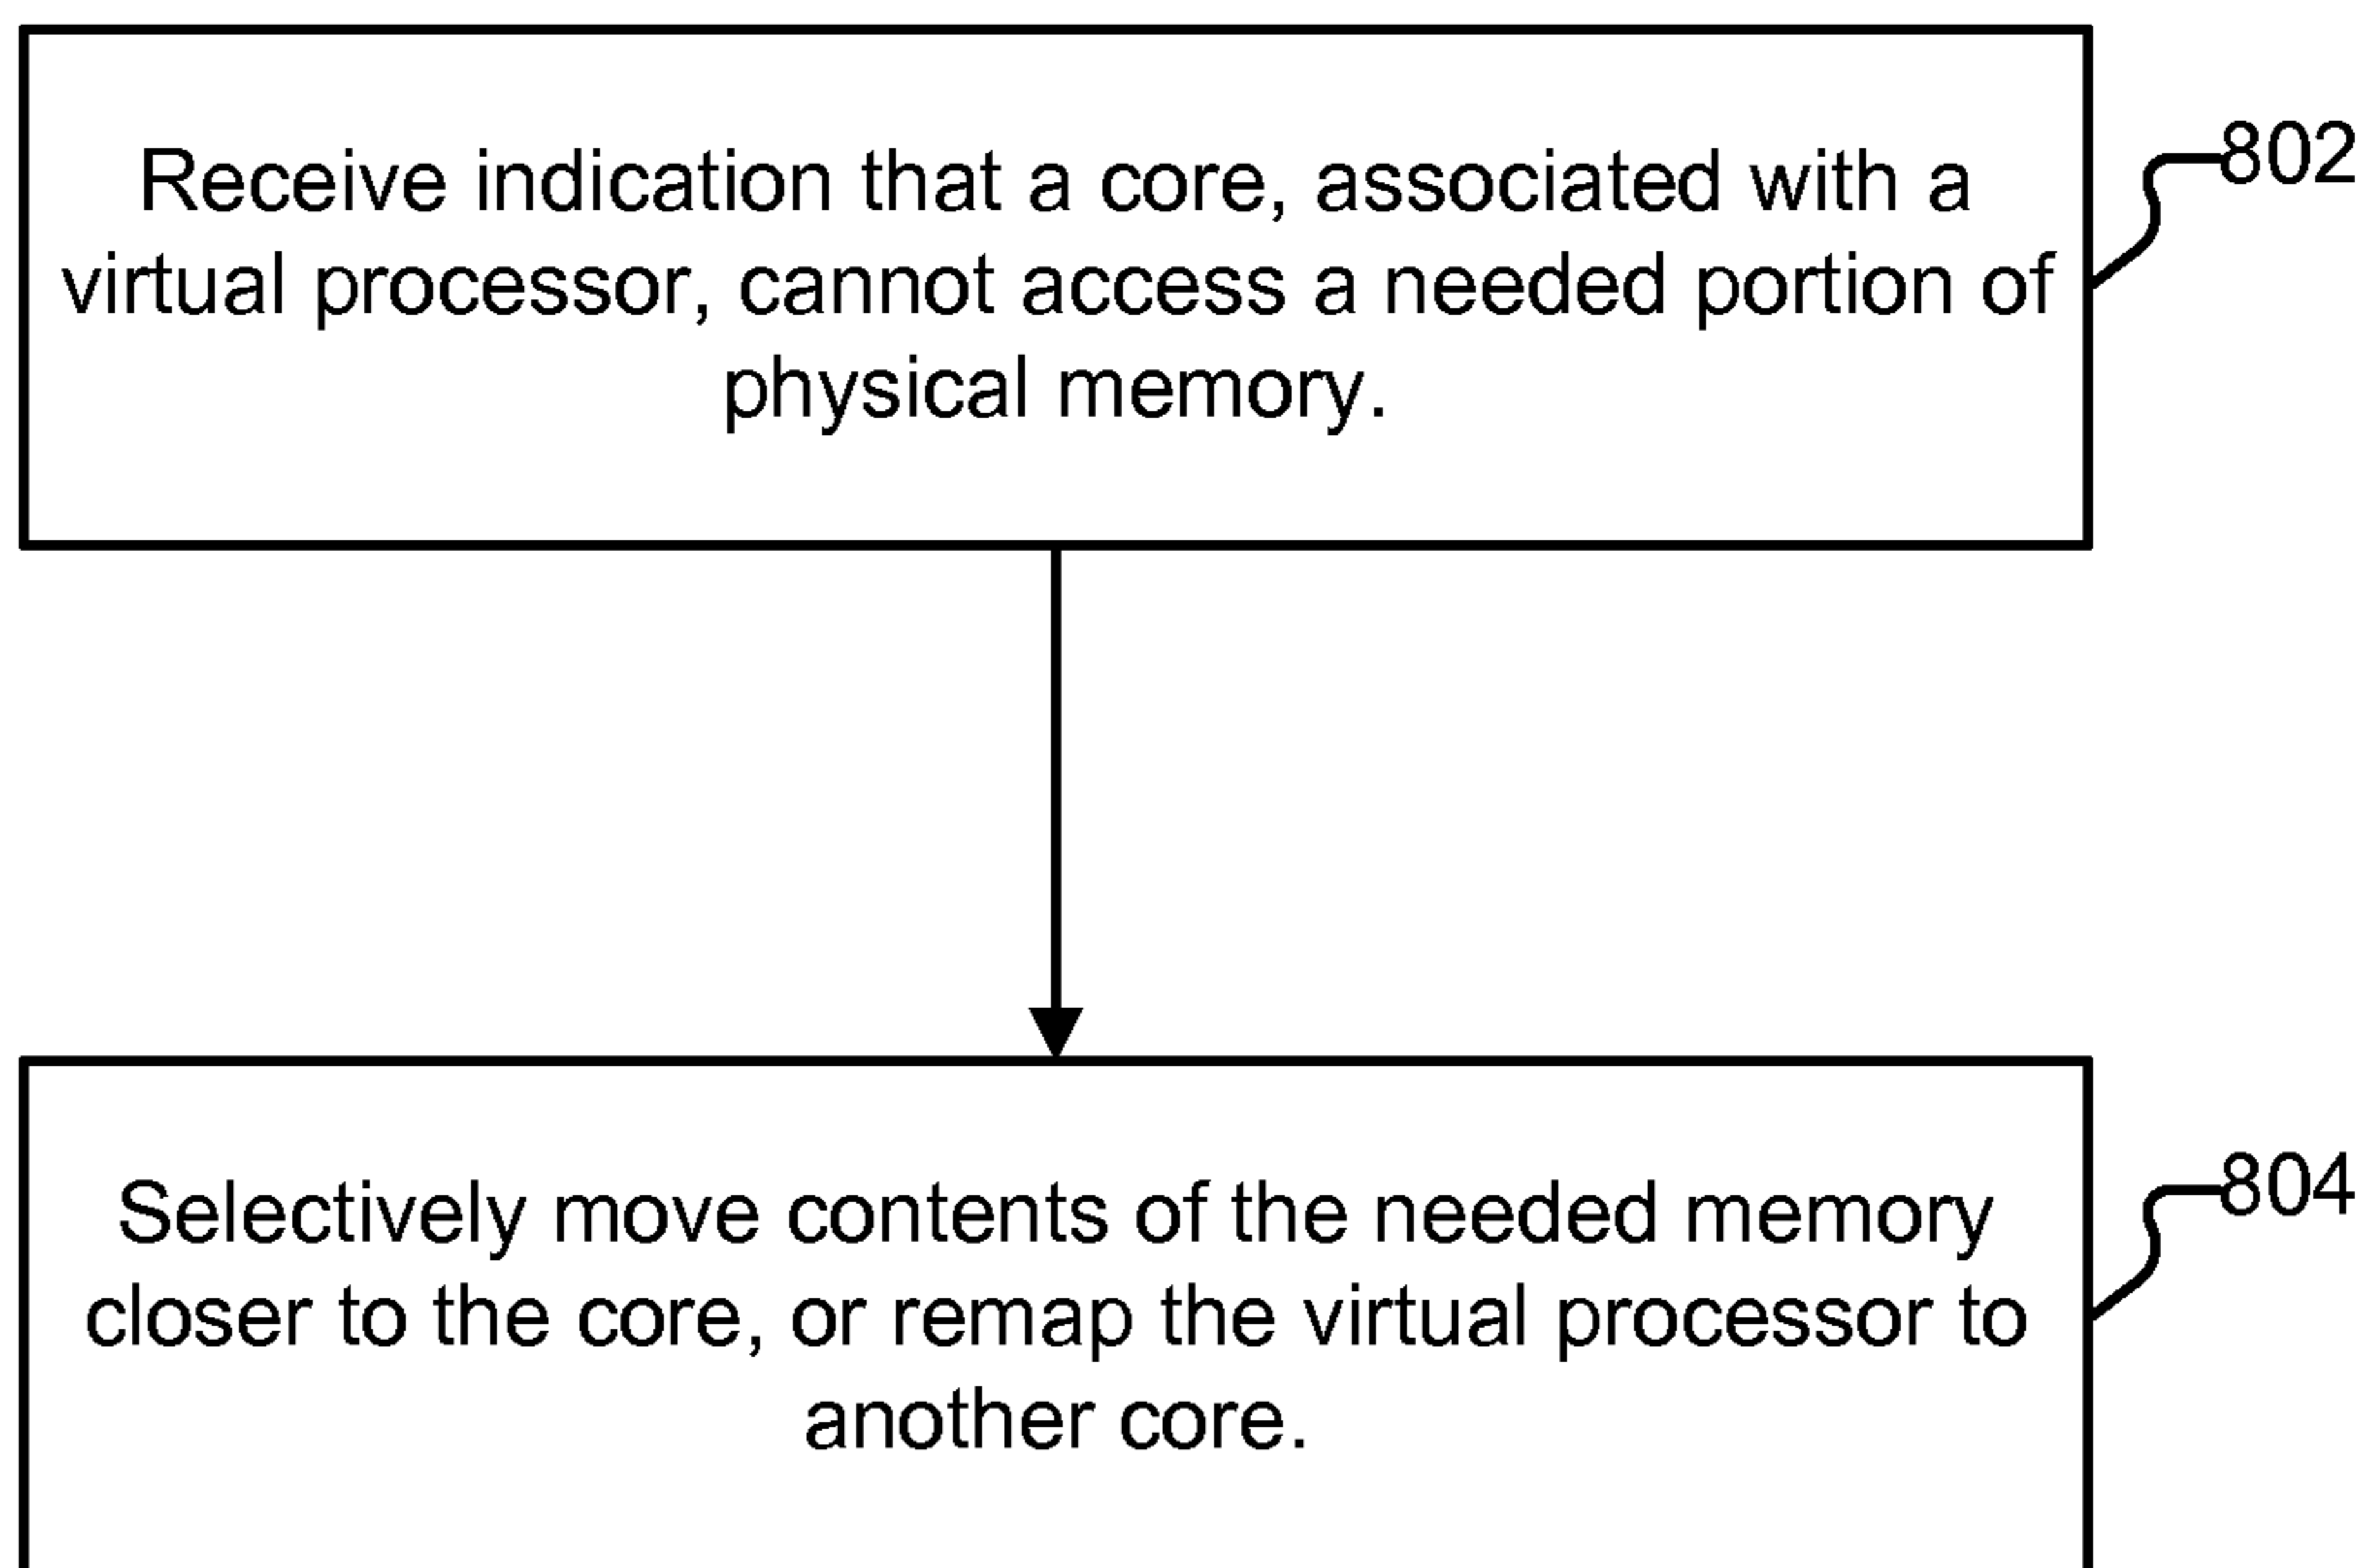 Receive indication that a core, associated with a
virtual processor, cannot access a needed portion of
physical memory.
802
Selectively move contents of the needed memory
closer to the core, or remap the virtual processor to
another core.
804